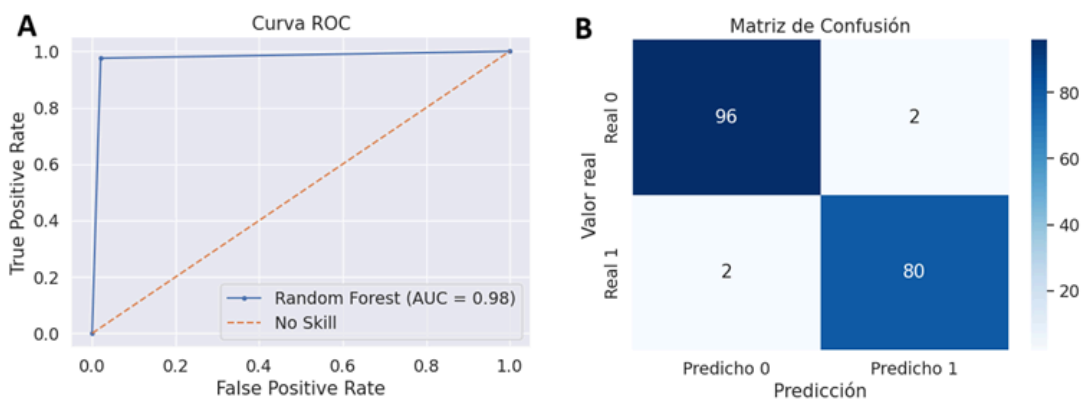 A
Curva ROC
1.0
0.8
0.6
0.4
0.2
0.0
True Positive Rate
Random Forest (AUC = 0.98)
No Skill
0.0 0.2 0.4 0.6 0.8 1.0
False Positive Rate
B
Matriz de Confusión
Valor real
Real 0
96 2
Real 1
2 80
Predicho 0 Predicho 1
Predicción
80
60
40
20